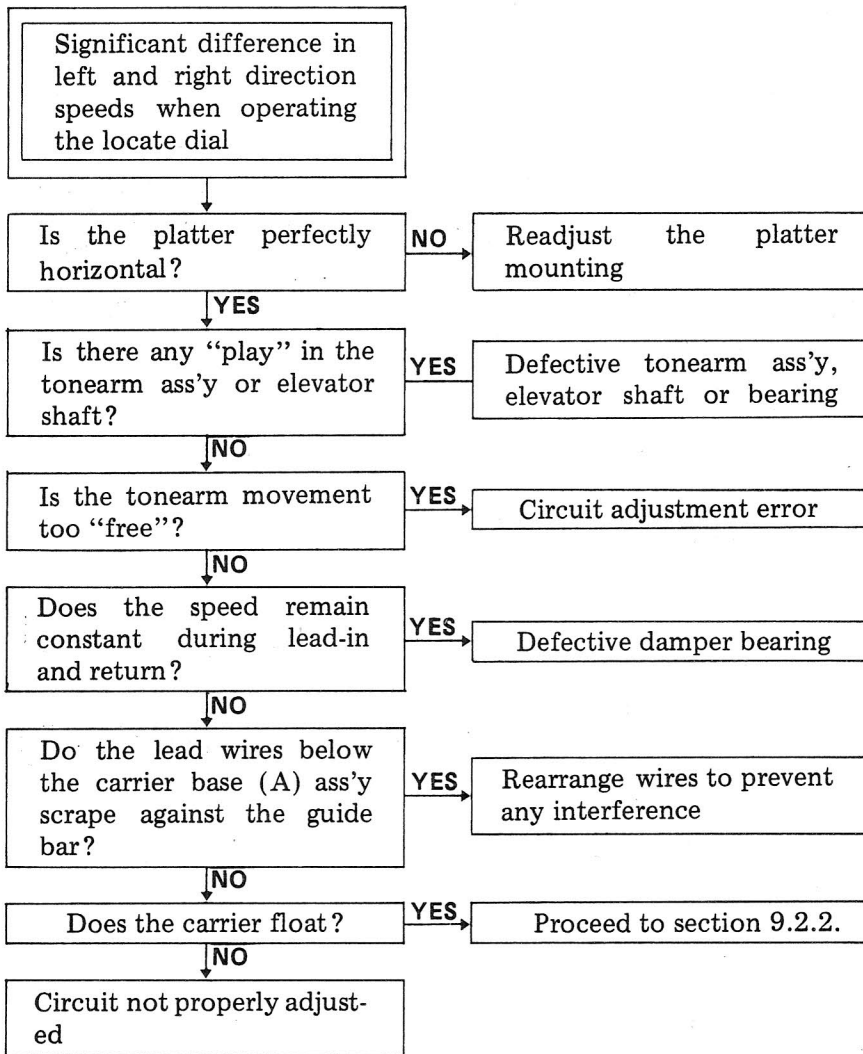 Significant difference in
left and right direction
speeds when operating
the locate dial
Is the platter perfectly
horizontal?
NO
Readjust the platter
mounting
YES
Is there any “play” in the
tonearm ass’y or elevator
shaft?
YES
Defective tonearm ass’y,
elevator shaft or bearing
NO
Is the tonearm movement
too “free”?
YES
Circuit adjustment error
NO
Does the speed remain
constant during lead-in
and return?
YES
Defective damper bearing
NO
Do the lead wires below
the carrier base (A) ass’y
scrape against the guide
bar?
YES
Rearrange wires to prevent
any interference
NO
Does the carrier float?
YES
Proceed to section 9.2.2.
NO
Circuit not properly adjust-
ed